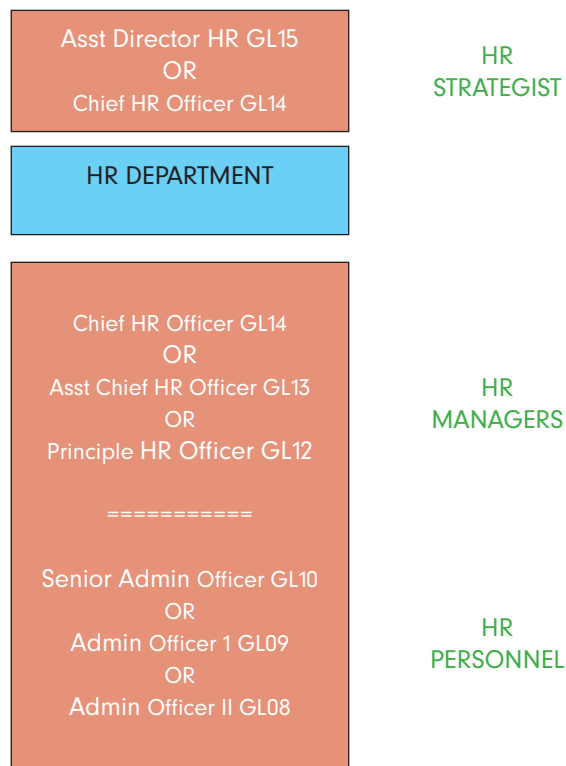 Asst Director HR GL15
OR
Chief HR Officer GL14
HR
STRATEGIST
HR DEPARTMENT
Chief HR Officer GL14
OR
Asst Chief HR Officer GL13
OR
Principle HR Officer GL12
HR
MANAGERS
===========
Senior Admin Officer GL10
OR
Admin Officer 1 GL09
OR
Admin Officer II GL08
HR
PERSONNEL